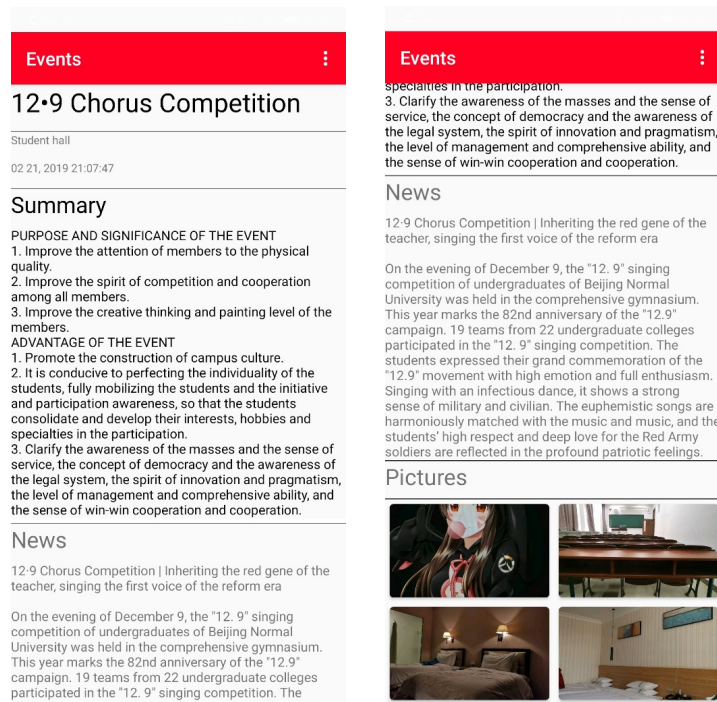 Events
12•9 Chorus Competition
Student hall
02 21, 2019 21:07:47
Summary
PURPOSE AND SIGNIFICANCE OF THE EVENT
1. Improve the attention of members to the physical
quality.
2. Improve the spirit of competition and cooperation
among all members.
3. Improve the creative thinking and painting level of the
members.
ADVANTAGE OF THE EVENT
1. Promote the construction of campus culture.
2. It is conducive to perfecting the individuality of the
students, fully mobilizing the students and the initiative
and participation awareness, so that the students
consolidate and develop their interests, hobbies and
specialties in the participation.
3. Clarify the awareness of the masses and the sense of
service, the concept of democracy and the awareness of
the legal system, the spirit of innovation and pragmatism,
the level of management and comprehensive ability, and
the sense of win-win cooperation and cooperation.
News
12·9 Chorus Competition | Inheriting the red gene of the
teacher, singing the first voice of the reform era
On the evening of December 9, the "12. 9" singing
competition of undergraduates of Beijing Normal
University was held in the comprehensive gymnasium.
This year marks the 82nd anniversary of the "12.9"
campaign. 19 teams from 22 undergraduate colleges
participated in the "12. 9" singing competition. The
Events
specialties in the participation.
3. Clarify the awareness of the masses and the sense of
service, the concept of democracy and the awareness of
the legal system, the spirit of innovation and pragmatism,
the level of management and comprehensive ability, and
the sense of win-win cooperation and cooperation.
News
12·9 Chorus Competition | Inheriting the red gene of the
teacher, singing the first voice of the reform era
On the evening of December 9, the "12. 9" singing
competition of undergraduates of Beijing Normal
University was held in the comprehensive gymnasium.
This year marks the 82nd anniversary of the "12.9"
campaign. 19 teams from 22 undergraduate colleges
participated in the "12. 9" singing competition. The
students expressed their grand commemoration of the
"12.9" movement with high emotion and full enthusiasm.
Singing with an infectious dance, it shows a strong
sense of military and civilian. The euphemistic songs are
harmoniously matched with the music and music, and the
students' high respect and deep love for the Red Army
soldiers are reflected in the profound patriotic feelings.
Pictures